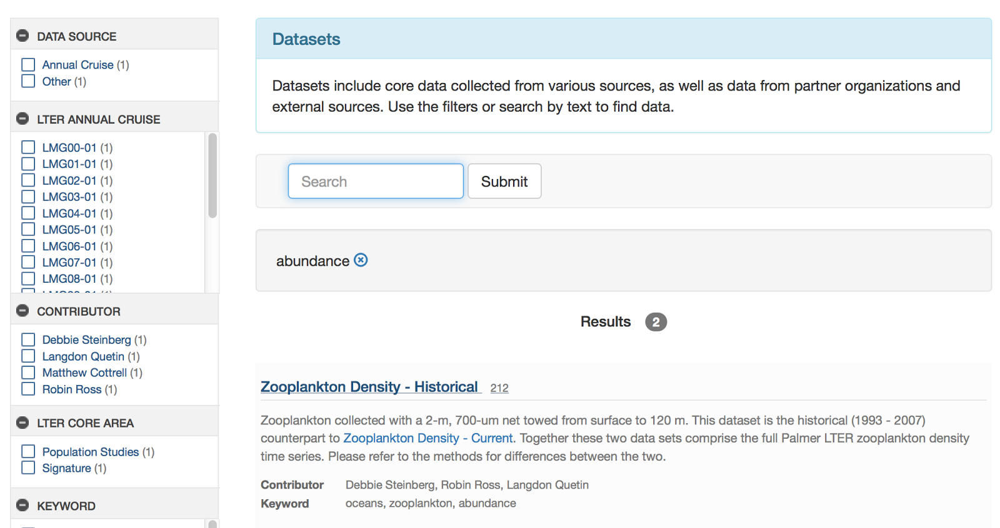 DATA SOURCE
Annual Cruise (1)
Other (1)
LTER ANNUAL CRUISE
LMG00-01 (1)
LMG01-01 (1)
LMG02-01 (1)
LMG03-01 (1)
LMG04-01 (1)
LMG05-01 (1)
LMG06-01 (1)
LMG07-01 (1)
LMG08-01 (1)
CONTRIBUTOR
Debbie Steinberg (1)
Langdon Quetin (1)
Matthew Cottrell (1)
Robin Ross (1)
LTER CORE AREA
Population Studies (1)
Signature (1)
KEYWORD
Datasets
Datasets include core data collected from various sources, as well as data from partner organizations and
external sources. Use the filters or search by text to find data.
Search Submit
abundance
Results 2
Zooplankton Density - Historical 212
Zooplankton collected with a 2-m, 700-um net towed from surface to 120 m. This dataset is the historical (1993 - 2007)
counterpart to Zooplankton Density - Current. Together these two data sets comprise the full Palmer LTER zooplankton density
time series. Please refer to the methods for differences between the two.
Contributor Debbie Steinberg, Robin Ross, Langdon Quetin
Keyword oceans, zooplankton, abundance